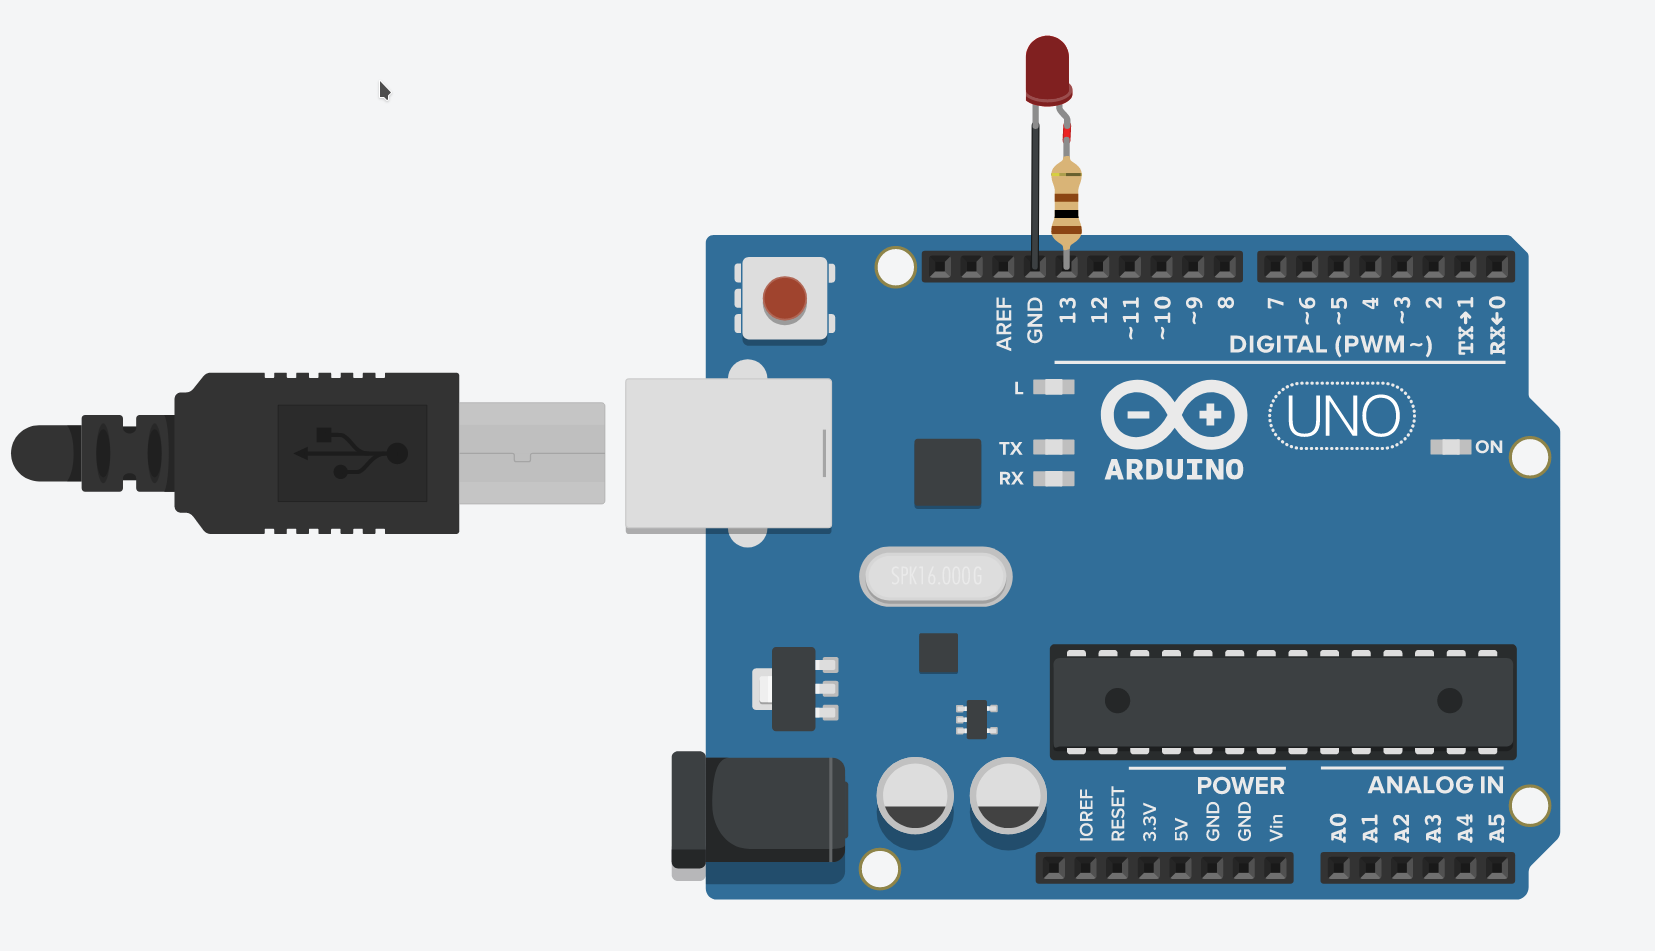 AREF
GND
13
12
~11
~10
~9
8
7
~6
~5
4
~3
2
TX→1
RX←0
DIGITAL (PWM~)
L
TX
RX
ARDUINO
UNO
ON
SPK16.000G
POWER
ANALOG IN
IOREF
RESET
3.3V
5V
GND
GND
Vin
A0
A1
A2
A3
A4
A5